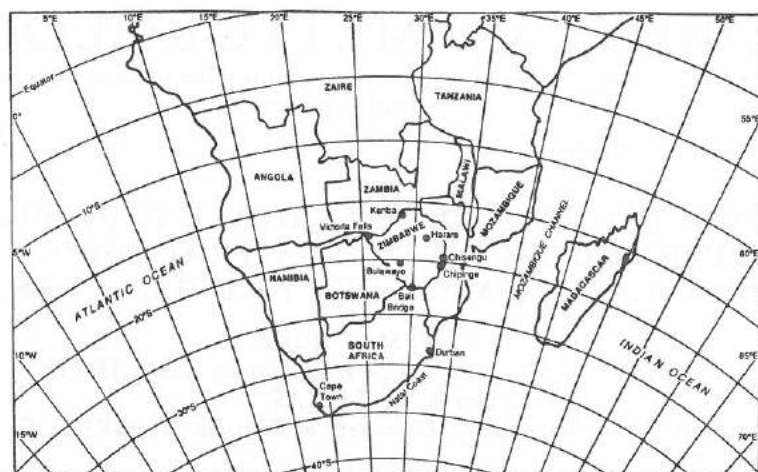 5°E
10°E
15°E
20°E
25°E
30°E
35°E
40°E
45°E
50°E
Equator
ZAIRE
TANZANIA
0°
55°E
ANGOLA
ZAMBIA
MALAWI
MOZAMBIQUE
10°S
Kariba
60°E
5°W
Victoria Falls
ZIMBABWE
Harare
MOZAMBIQUE CHANNEL
Chisengu
Bulawayo
Chipinge
ATLANTIC OCEAN
NAMIBIA
BOTSWANA
Beit
Bridge
MADAGASCAR
20°S
10°W
SOUTH
AFRICA
Durban
INDIAN OCEAN
65°E
Cape
Town
Natal Coast
30°S
15°W
40°S
70°E